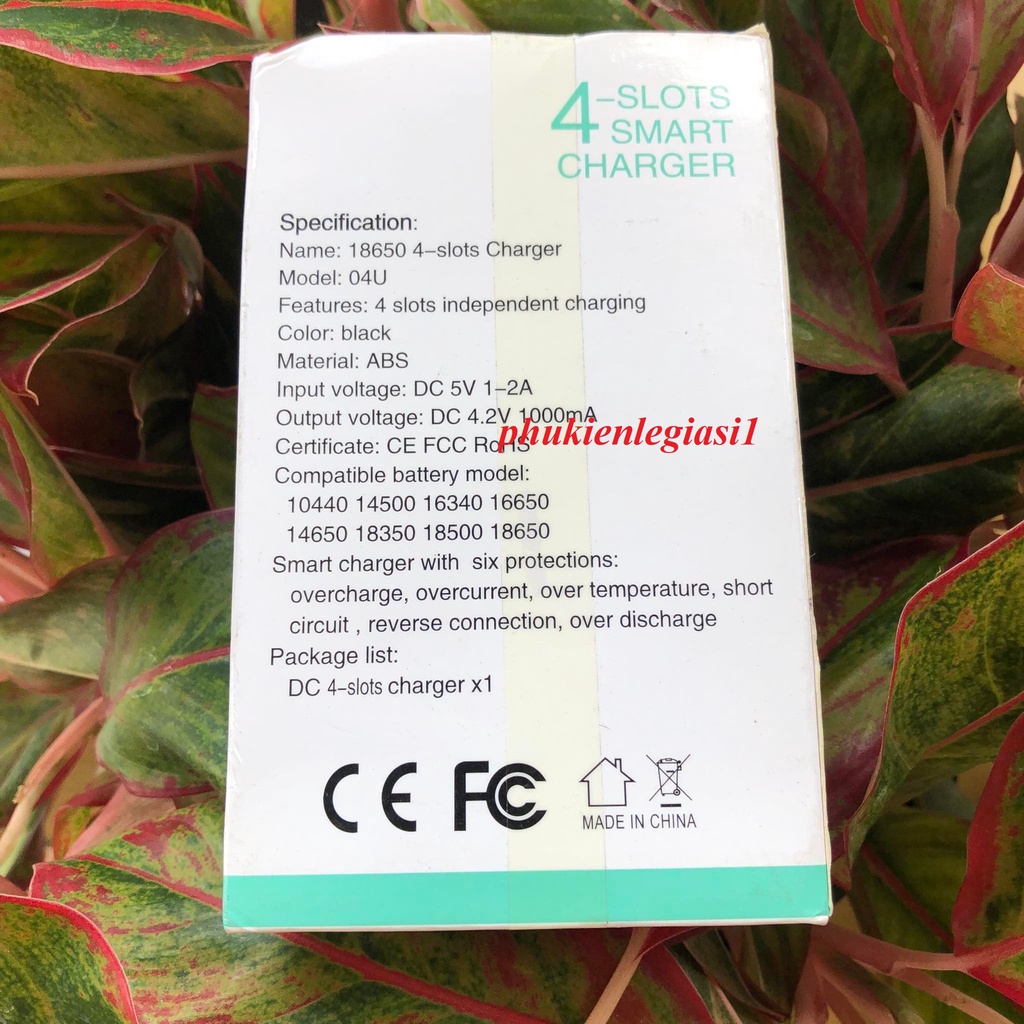 4-SLOTS
SMART
CHARGER
Specification:
Name: 18650 4-slots Charger
Model: 04U
Features: 4 slots independent charging
Color: black
Material: ABS
Input voltage: DC 5V 1-2A
Output voltage: DC 4.2V 1000mA
phukienlegiasi1
Certificate: CE FCC RoHS
Compatible battery model:
10440 14500 16340 16650
14650 18350 18500 18650
Smart charger with six protections:
overcharge, overcurrent, over temperature, short
circuit , reverse connection, over discharge
Package list:
DC 4-slots charger x1
CE FC
MADE IN CHINA